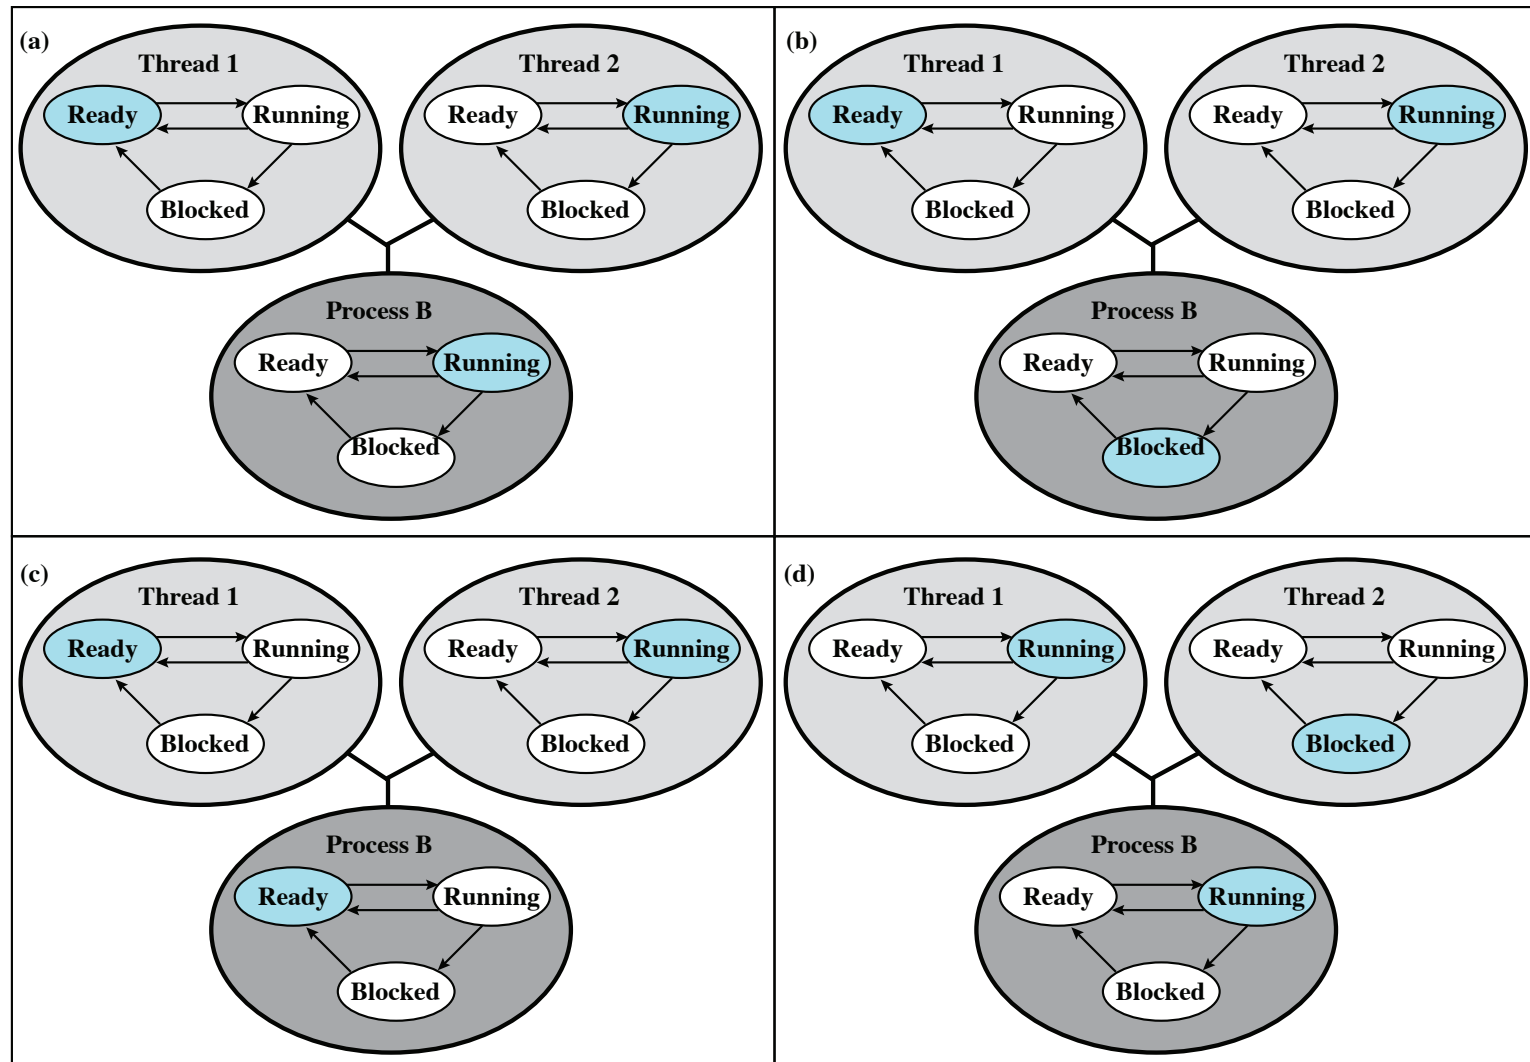 (a)
Thread 1
Ready Running
Blocked
Thread 2
Ready Running
Blocked
Process B
Ready Running
Blocked
(b)
Thread 1
Ready Running
Blocked
Thread 2
Ready Running
Blocked
Process B
Ready Running
Blocked
(c)
Thread 1
Ready Running
Blocked
Thread 2
Ready Running
Blocked
Process B
Ready Running
Blocked
(d)
Thread 1
Ready Running
Blocked
Thread 2
Ready Running
Blocked
Process B
Ready Running
Blocked